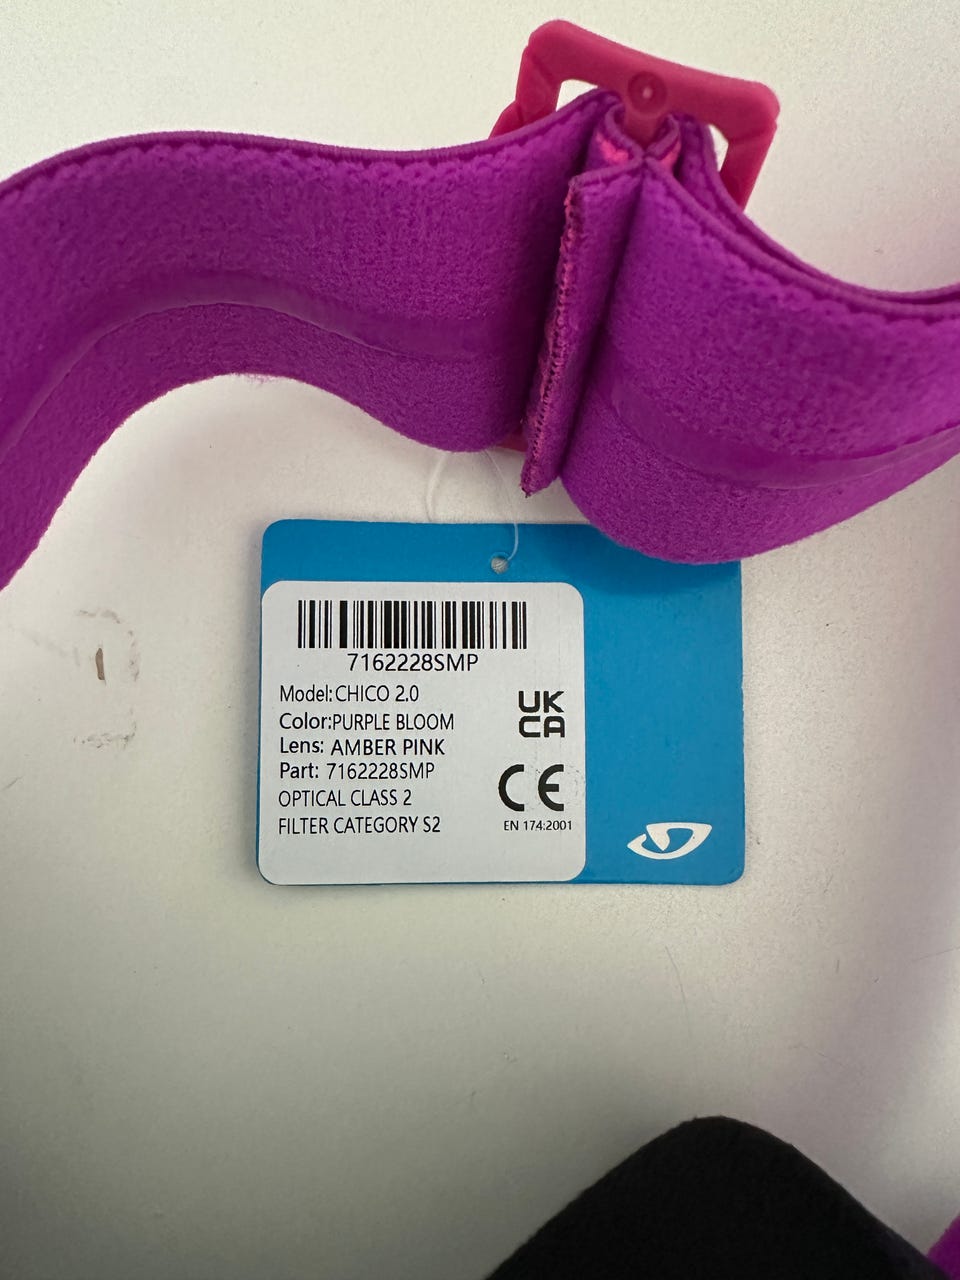 7162228SMP
Model:CHICO 2.0
Color:PURPLE BLOOM
Lens: AMBER PINK
Part: 7162228SMP
OPTICAL CLASS 2
FILTER CATEGORY S2
UK
CA
CE
EN 174:2001